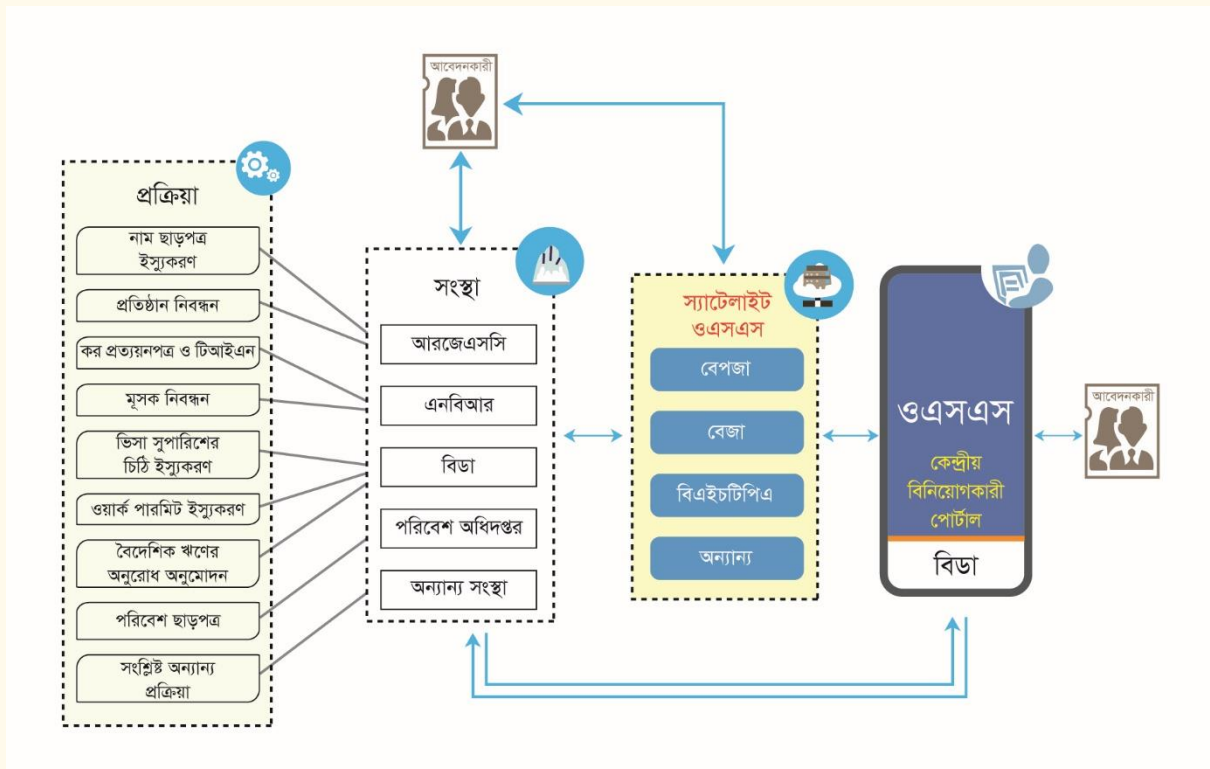 আবেদনকারী
প্রক্রিয়া
নাম ছাড়পত্র
ইস্যুকরণ
প্রতিষ্ঠান নিবন্ধন
কর প্রত্যয়নপত্র ও টিআইএন
মূসক নিবন্ধন
ভিসা সুপারিশের
চিঠি ইস্যুকরণ
ওয়ার্ক পারমিট ইস্যুকরণ
বৈদেশিক ঋণের
অনুরোধ অনুমোদন
পরিবেশ ছাড়পত্র
সংশ্লিষ্ট অন্যান্য
প্রক্রিয়া
সংস্থা
আরজেএসসি
এনবিআর
বিডা
পরিবেশ অধিদপ্তর
অন্যান্য সংস্থা
স্যাটেলাইট
ওএসএস
বেপজা
বেজা
বিএইচটিপিএ
অন্যান্য
ওএসএস
কেন্দ্রীয়
বিনিয়োগকারী
পোর্টাল
বিডা
আবেদনকারী